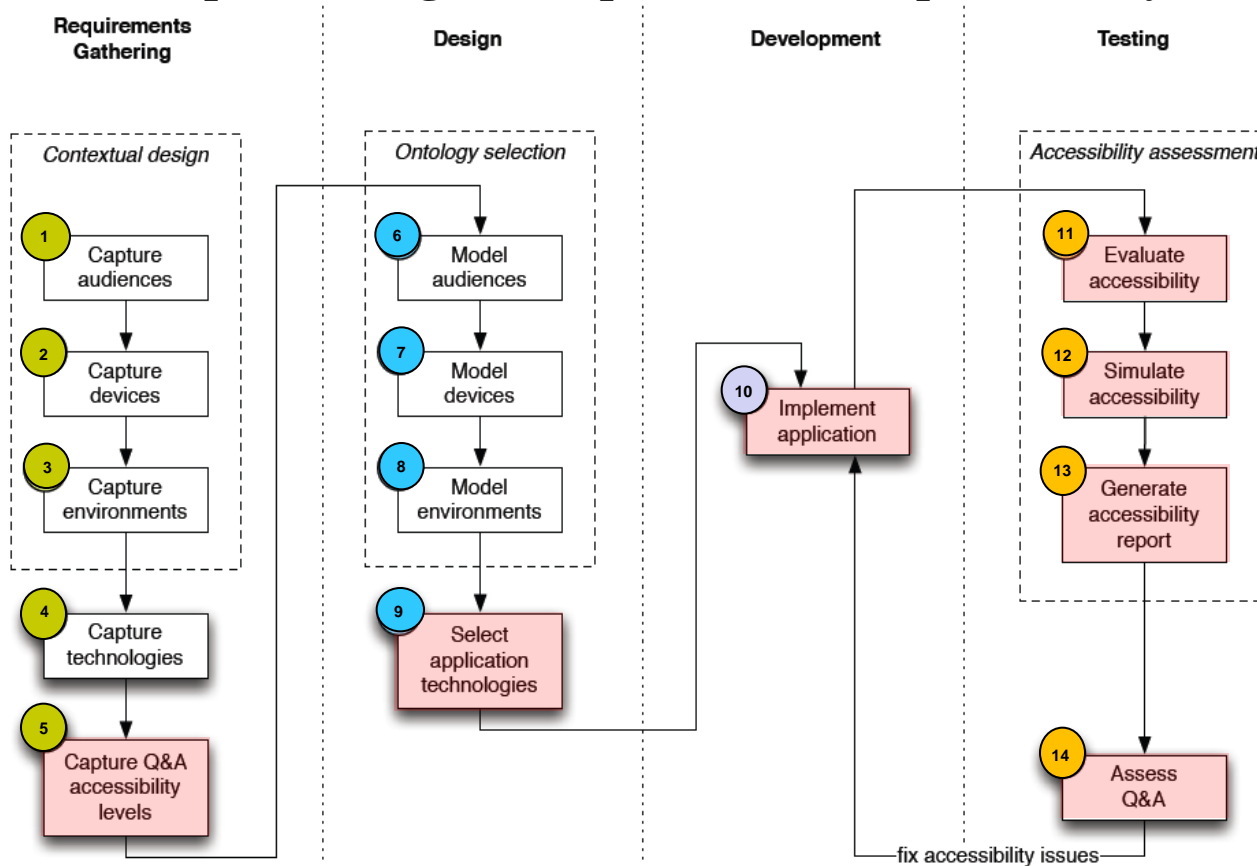 Requirements
Gathering
Design
Development
Testing
Contextual design
1
Capture
audiences
2
Capture
devices
3
Capture
environments
4
Capture
technologies
5
Capture Q&A
accessibility
levels
Ontology selection
6
Model
audiences
7
Model
devices
8
Model
environments
9
Select
application
technologies
10
Implement
application
Accessibility assessment
11
Evaluate
accessibility
12
Simulate
accessibility
13
Generate
accessibility
report
14
Assess
Q&A
fix accessibility issues